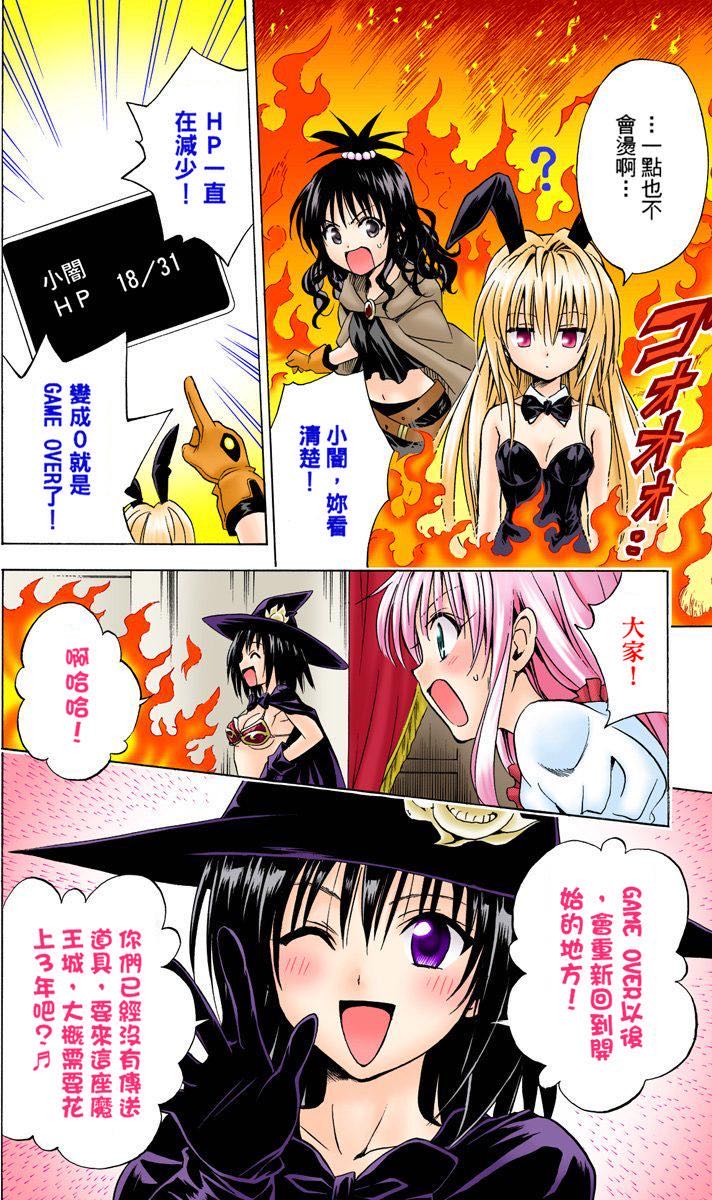 …一點也不
會燙啊…
?
ゴオオオオ…
小闇，妳看
清楚！
HP一直
在減少！
小闇
HP 18/31
變成0就是
GAME OVER了！
大家！
啊哈哈！
GAME OVER以後
，會重新回到開
始的地方！
你們已經沒有傳送
道具，要來這座魔
王城，大概需要花
上3年吧？♬